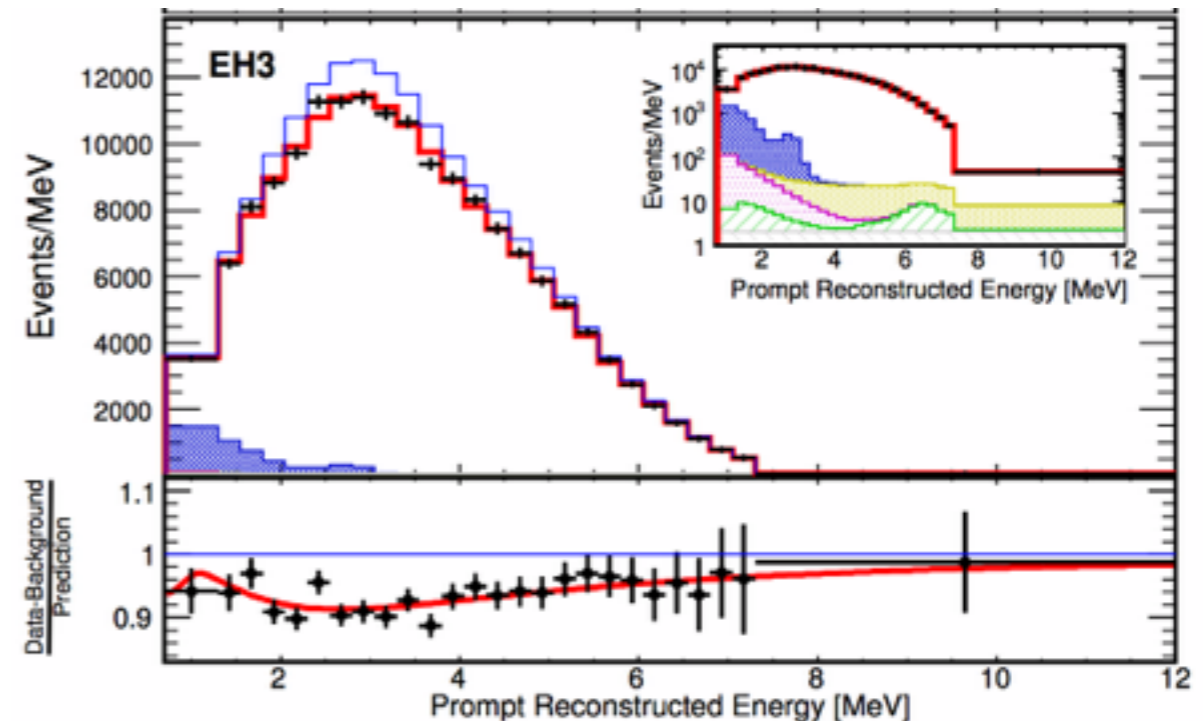 EH3
Events/MeV
12000
10000
8000
6000
4000
2000
Events/MeV
10⁴
10³
10²
10
1
2 4 6 8 10 12
Prompt Reconstructed Energy [MeV]
Data-Background
Prediction
1.1
1
0.9
2 4 6 8 10 12
Prompt Reconstructed Energy [MeV]